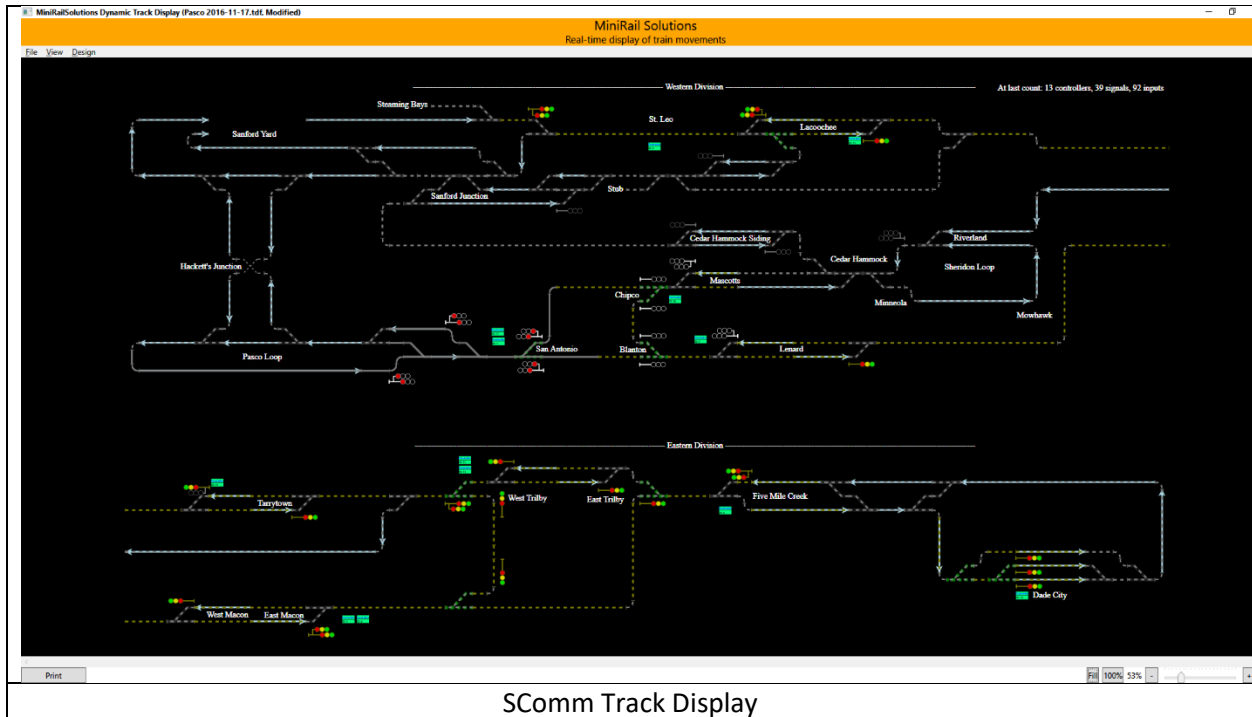 MiniRailSolutions Dynamic Track Display (Pasco 2016-11-17.tdf, Modified)
MiniRail Solutions
Real-time display of train movements
File View Design
Western Division
At last count: 13 controllers, 39 signals, 92 inputs
Steaming Bays
St. Leo
Lacoochee
Sanford Yard
Stub
Sanford Junction
Cedar Hammock Siding
Riverland
Cedar Hammock
Hackett's Junction
Sheridon Loop
Mascotte
Chipco
Minneola
Mowhawk
San Antonio
Blanton
Lenard
Pasco Loop
Eastern Division
West Trilby
East Trilby
Five Mile Creek
Tarrytown
Dade City
West Macon
East Macon
Print
Fill 100% 53% - +
SComm Track Display